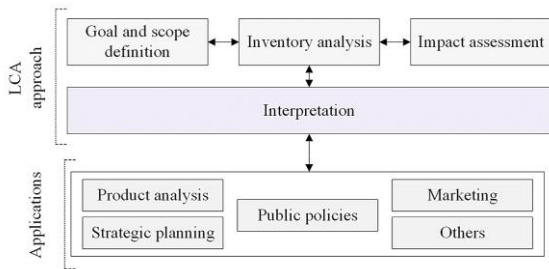 LCA
approach
Goal and scope
definition
Inventory analysis
Impact assessment
Interpretation
Applications
Product analysis
Strategic planning
Public policies
Marketing
Others